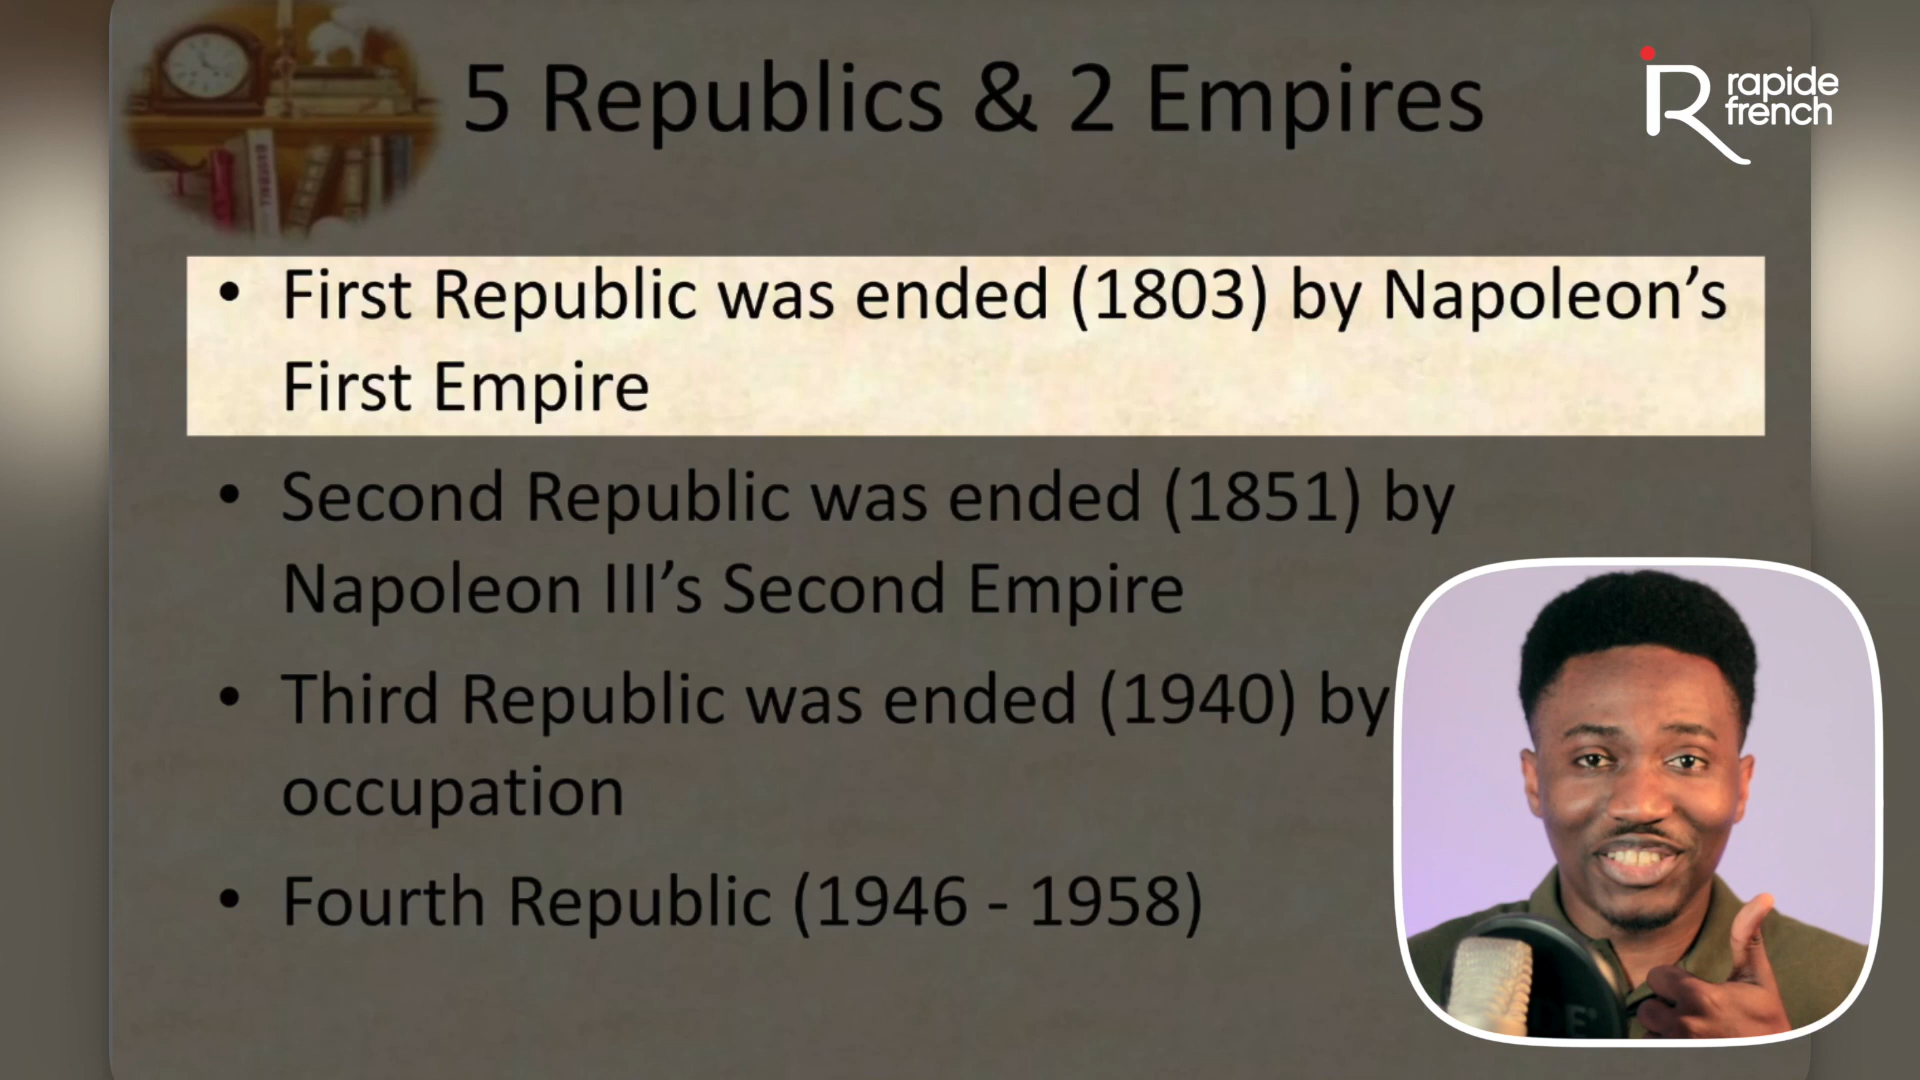 5 Republics & 2 Empires
rapide
french
• First Republic was ended (1803) by Napoleon’s
First Empire
• Second Republic was ended (1851) by
Napoleon III’s Second Empire
• Third Republic was ended (1940) by
occupation
• Fourth Republic (1946 - 1958)